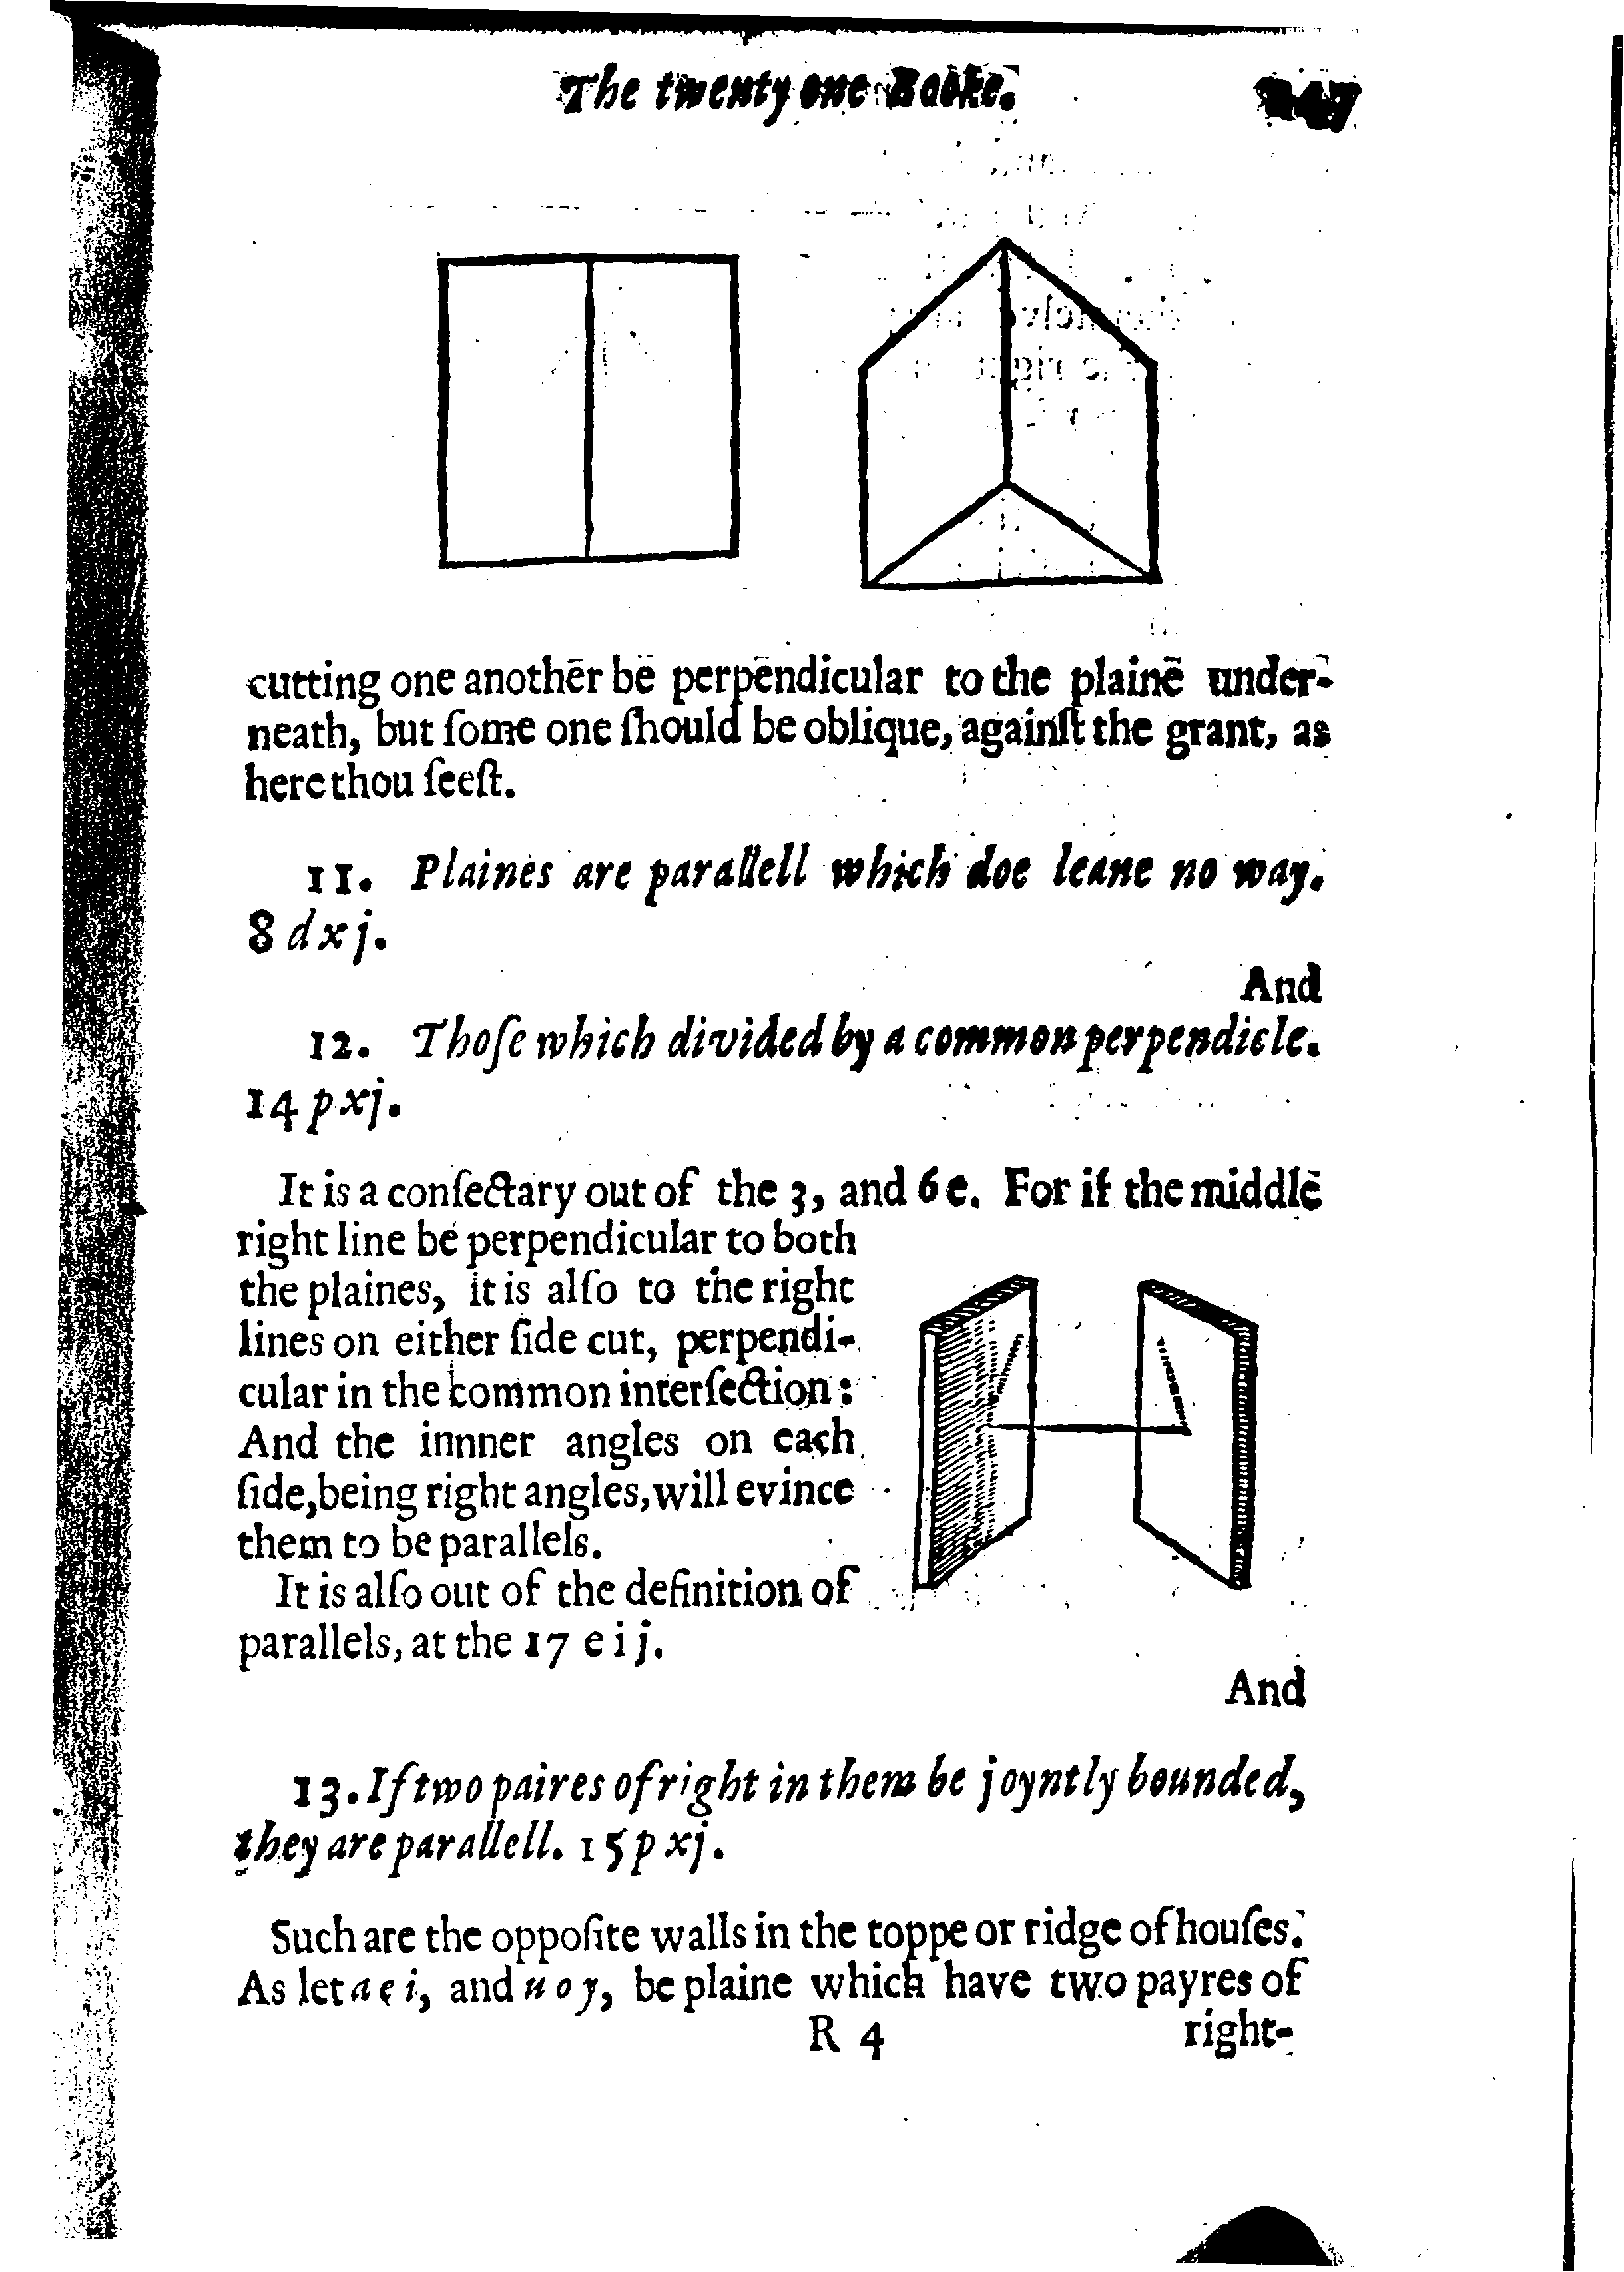 The twenty one Booke. 247
cutting one another be perpendicular to the plaine under-
neath, but ſome one ſhould be oblique, againſt the grant, as
here thou ſeeſt.
11. Plaines are parallell which doe leane no way.
8 d xj.
And
12. Thoſe which divided by a common perpendicle.
14 p xj.
It is a conſectary out of the 3, and 6 e. For if the middle
right line be perpendicular to both
the plaines, it is alſo to the right
lines on either ſide cut, perpendi-
cular in the common interſection:
And the innner angles on each
ſide, being right angles, will evince
them to be parallels.
It is alſo out of the definition of
parallels, at the 17 e i j.
And
13. If two paires of right in them be joyntly bounded,
they are parallell. 15 p xj.
Such are the oppoſite walls in the toppe or ridge of houſes.
As let a e i, and u o y, be plaine which have two payres of
R 4 right-